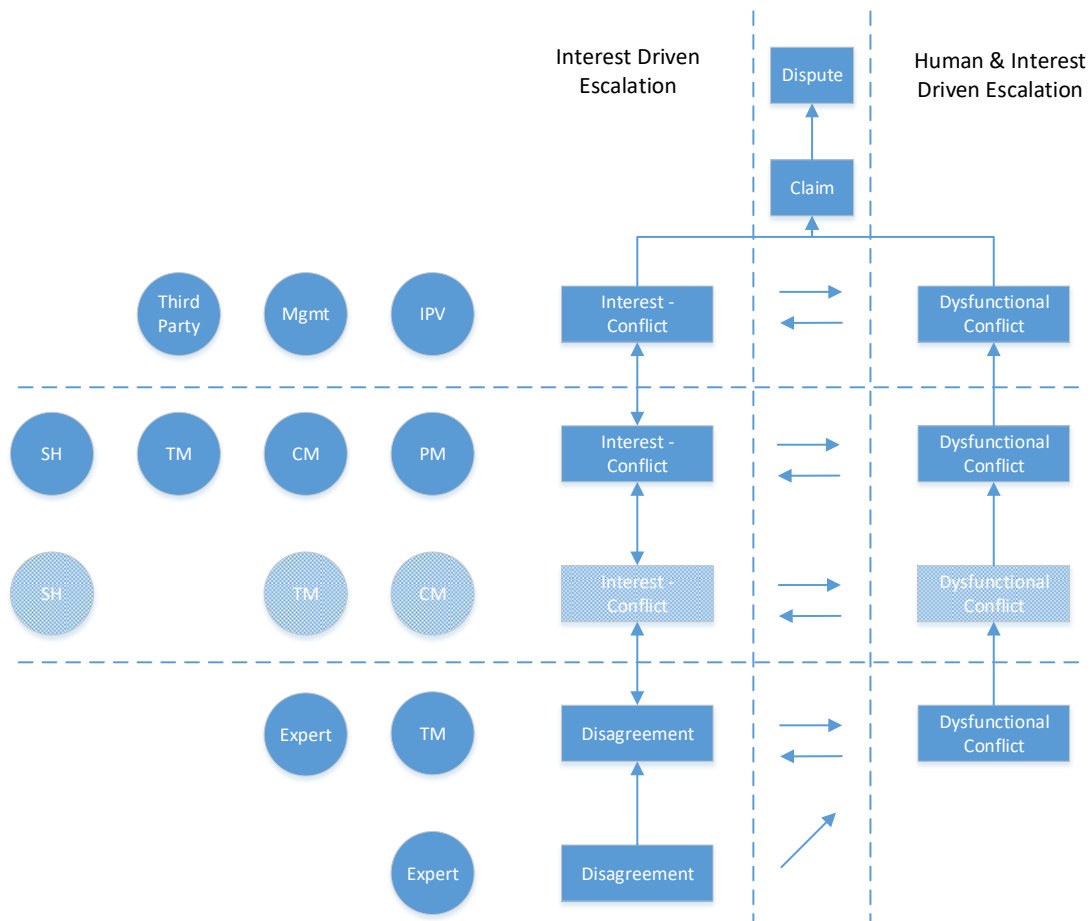 Interest Driven
Escalation
Dispute
Human & Interest
Driven Escalation
Claim
Third
Party
Mgmt
IPV
Interest -
Conflict
Dysfunctional
Conflict
SH
TM
CM
PM
Interest -
Conflict
Dysfunctional
Conflict
SH
TM
CM
Interest -
Conflict
Dysfunctional
Conflict
Expert
TM
Disagreement
Dysfunctional
Conflict
Expert
Disagreement